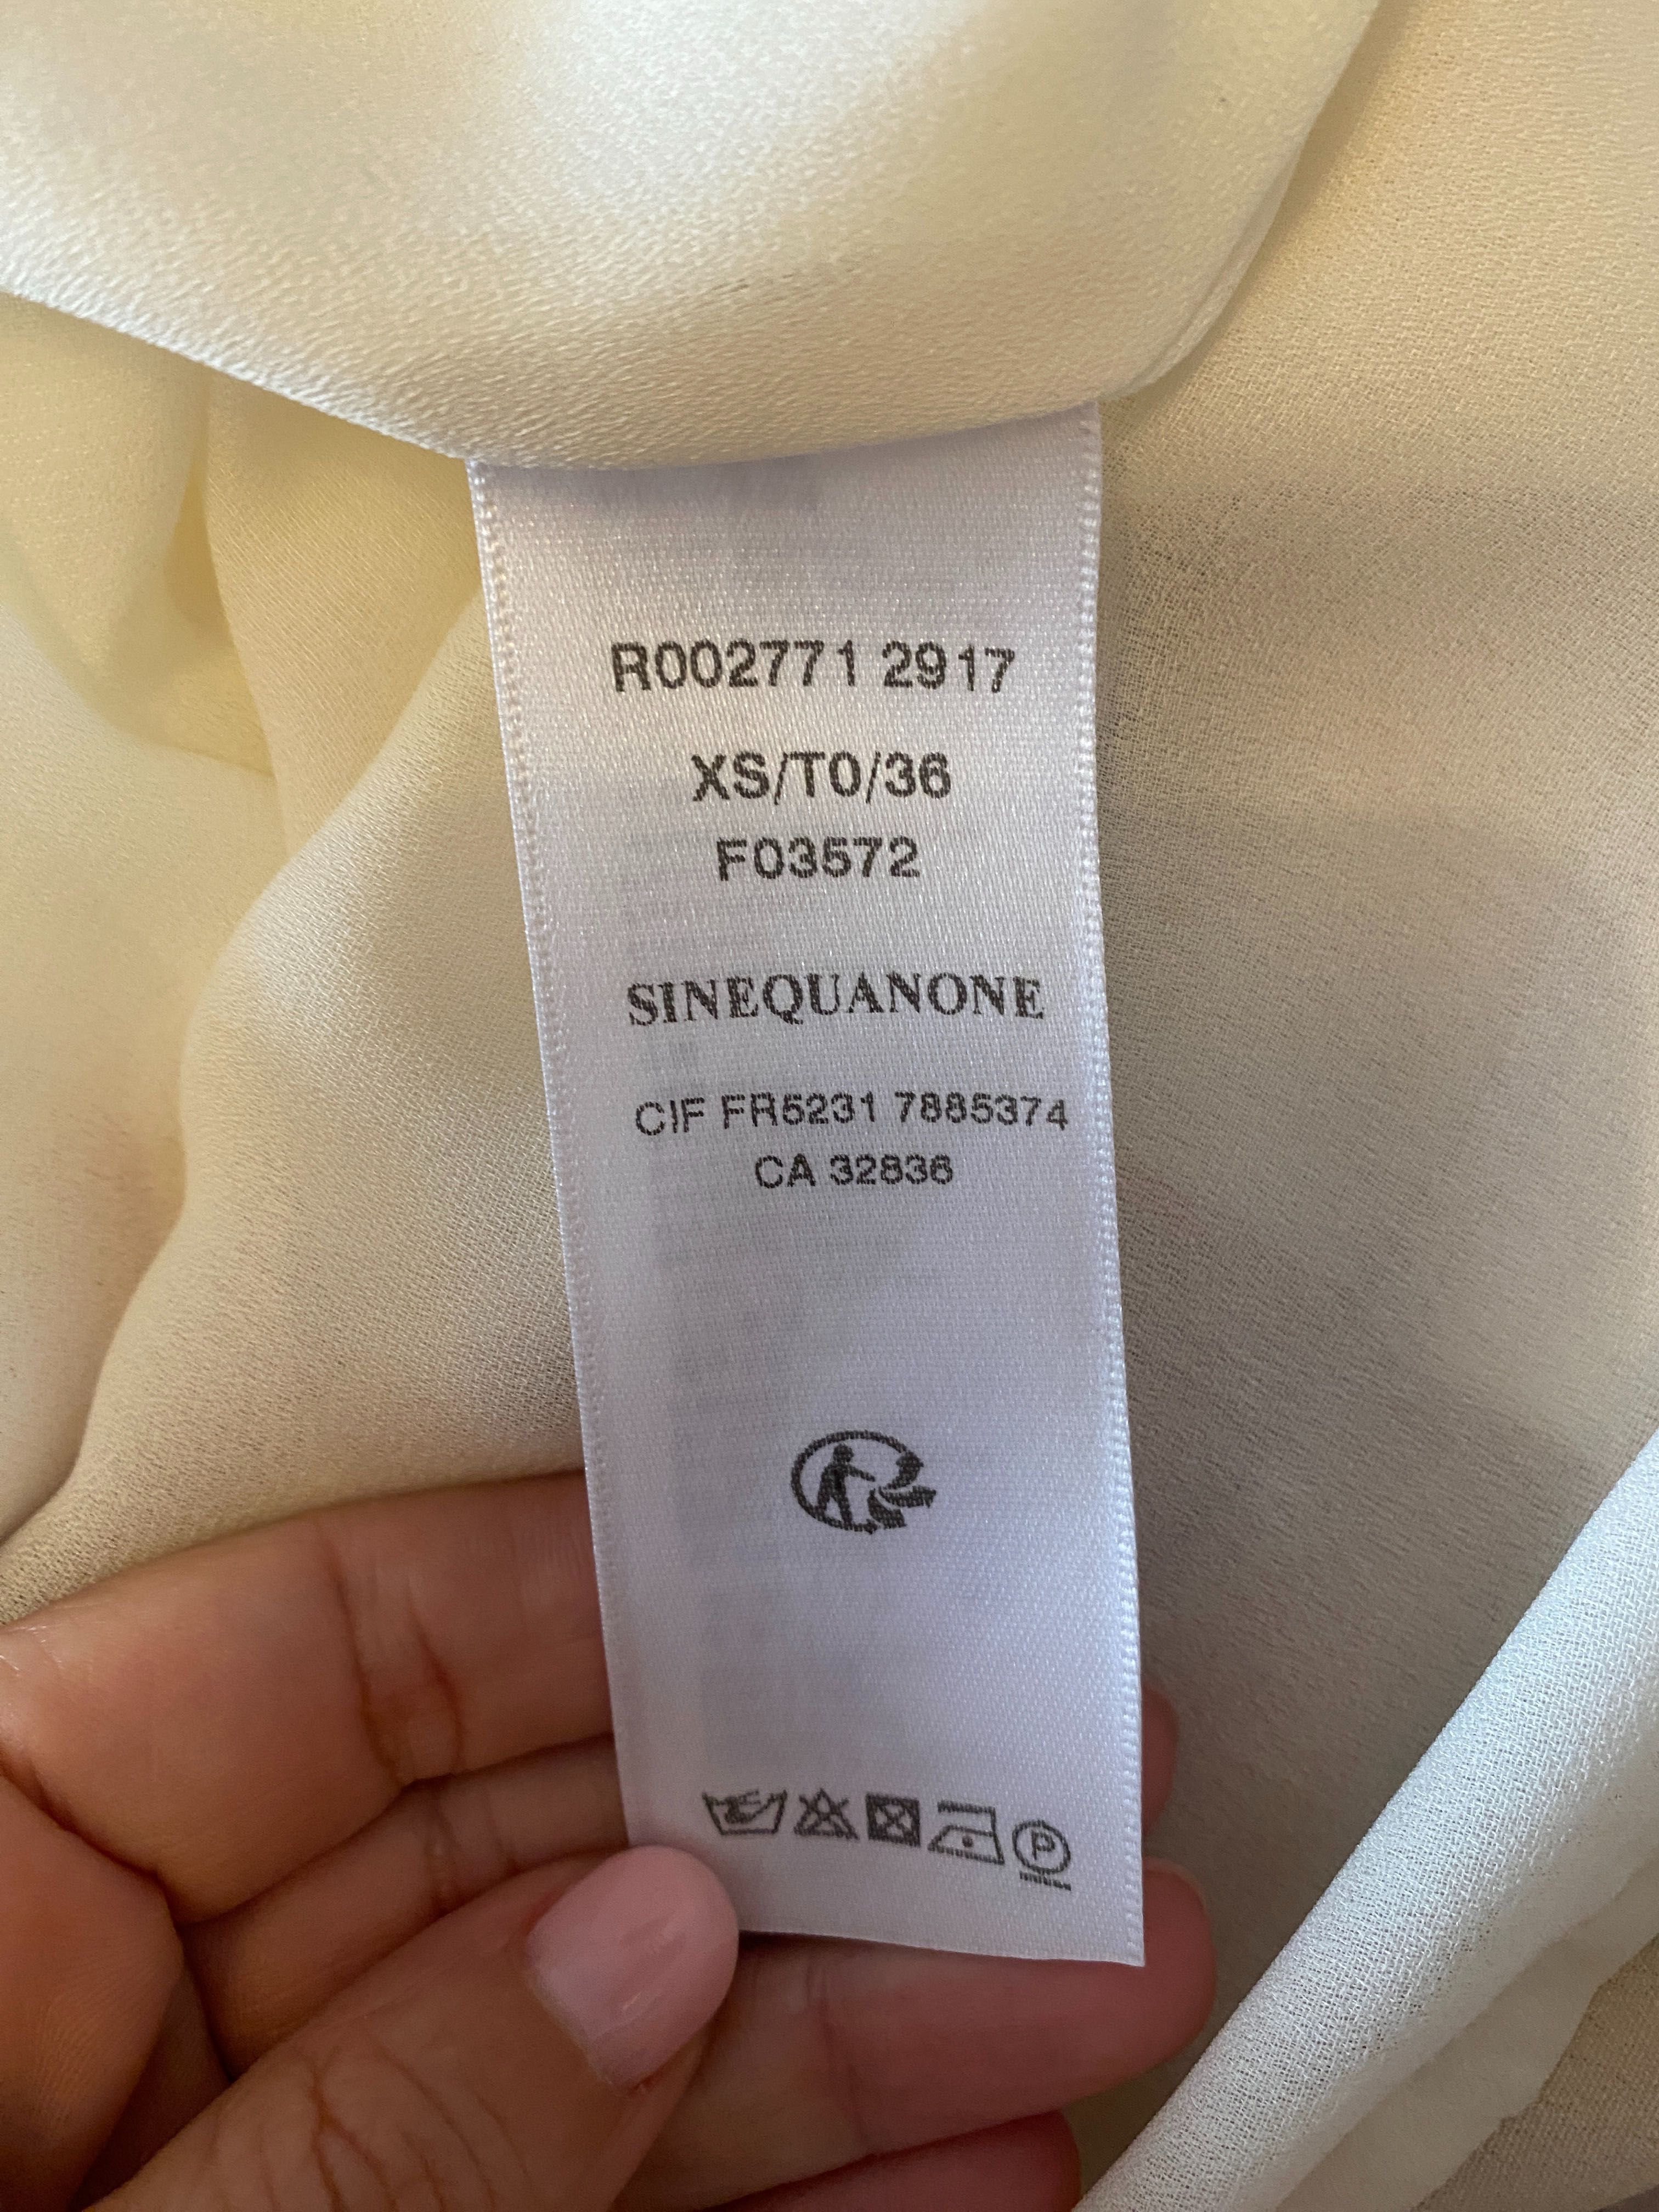 R002771 2917
XS/T0/36
F03572
SINEQUANONE
CIF FR5231 7885374
CA 32836
P